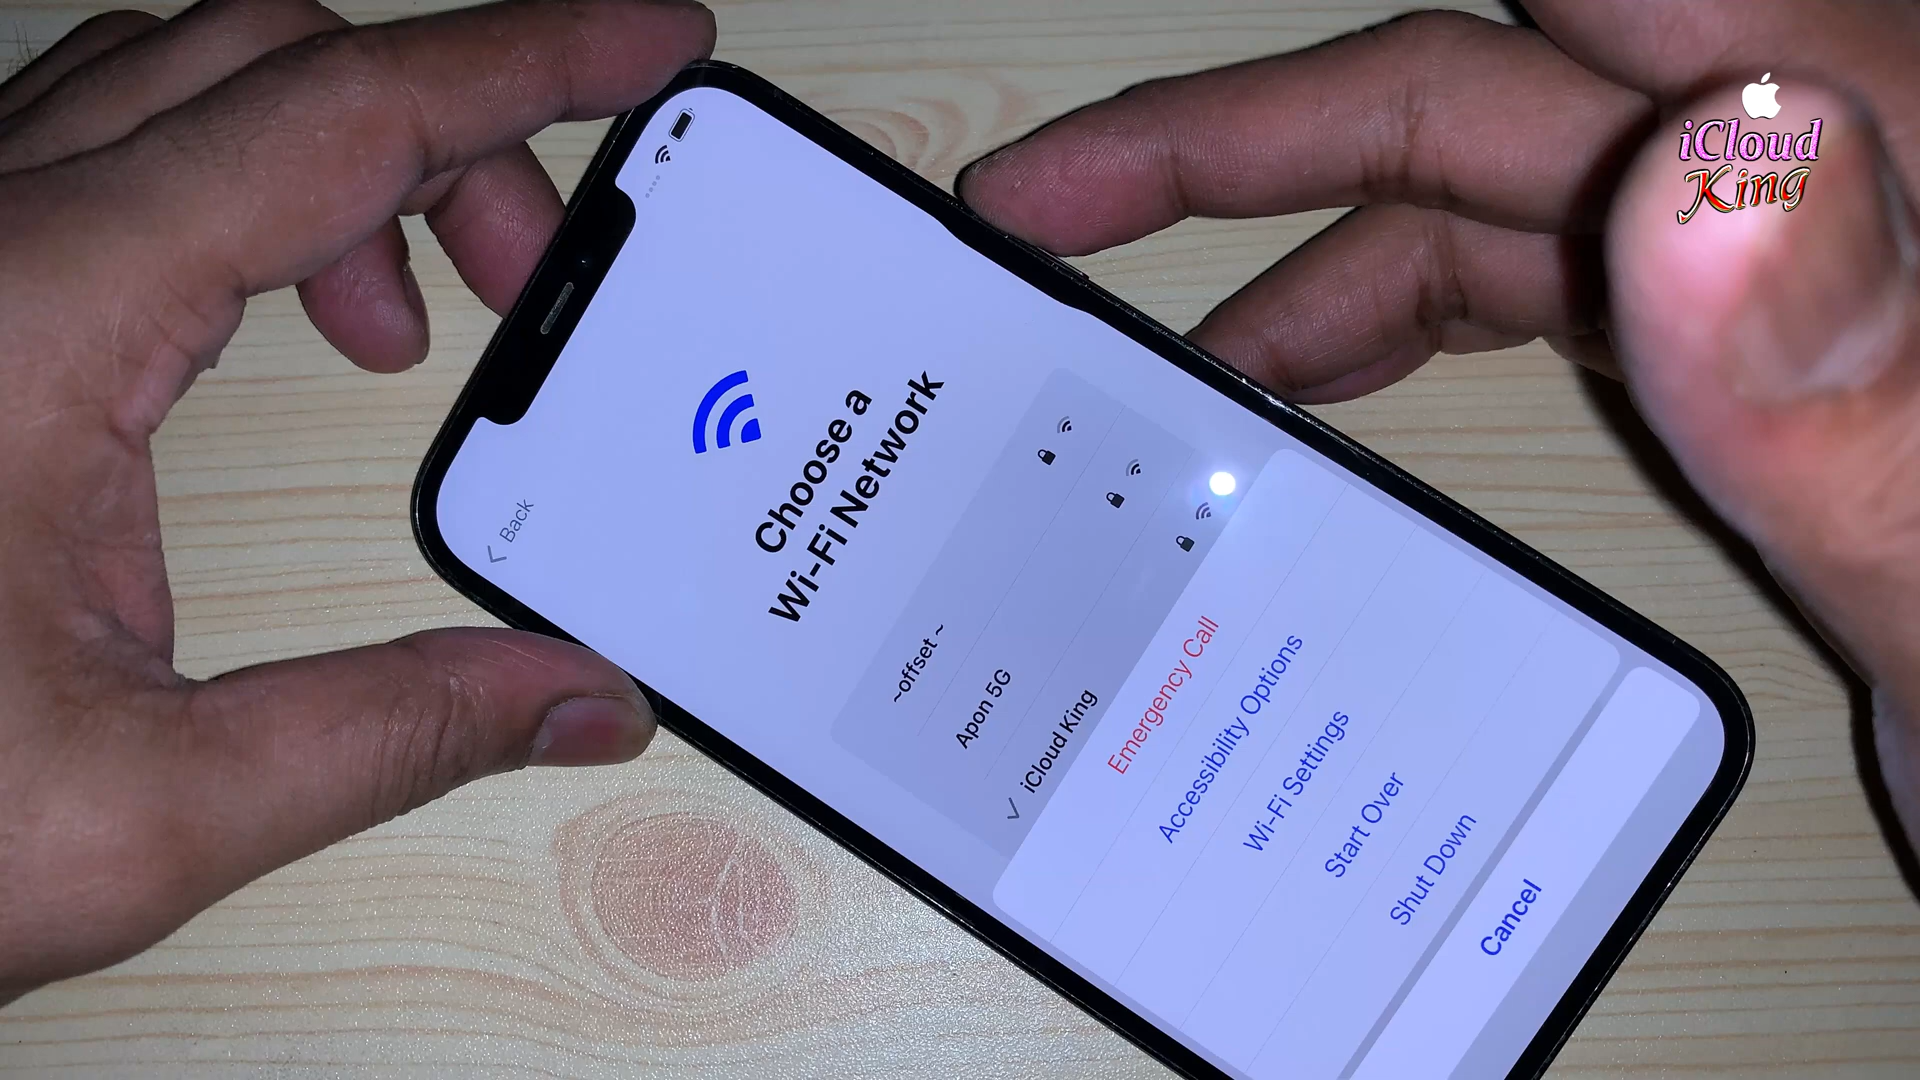 iCloud
King
< Back
Choose a
Wi-Fi Network
~offset ~
Apon 5G
✓ iCloud King
Emergency Call
Accessibility Options
Wi-Fi Settings
Start Over
Shut Down
Cancel